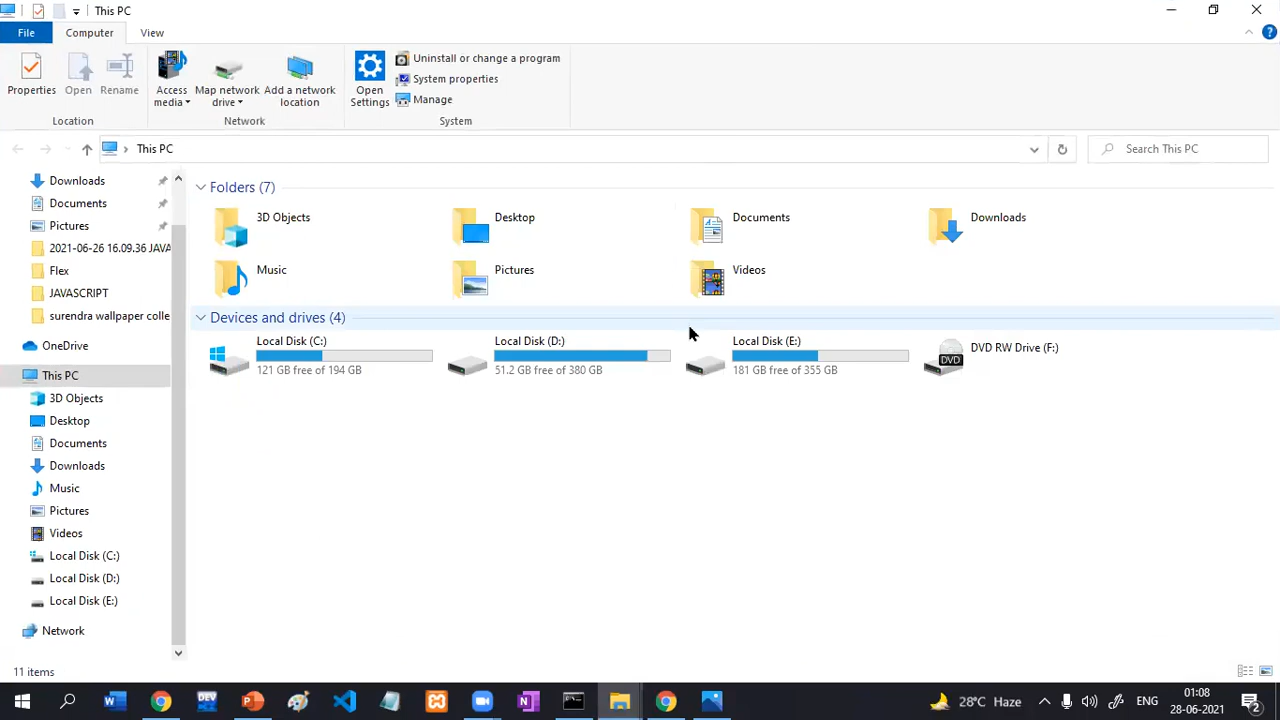 This PC
File Computer View
Properties
Open
Rename
Access media
Map network drive
Add a network location
Open Settings
Uninstall or change a program
System properties
Manage
Location
Network
System
This PC
Search This PC
Downloads
Documents
Pictures
2021-06-26 16.09.36 JAVA
Flex
JAVASCRIPT
surendra wallpaper colle
OneDrive
This PC
3D Objects
Desktop
Documents
Downloads
Music
Pictures
Videos
Local Disk (C:)
Local Disk (D:)
Local Disk (E:)
Network
Folders (7)
3D Objects
Desktop
Documents
Downloads
Music
Pictures
Videos
Devices and drives (4)
Local Disk (C:)
121 GB free of 194 GB
Local Disk (D:)
51.2 GB free of 380 GB
Local Disk (E:)
181 GB free of 355 GB
DVD
DVD RW Drive (F:)
11 items
DEV
28°C Haze
ENG
01:08
28-06-2021
2